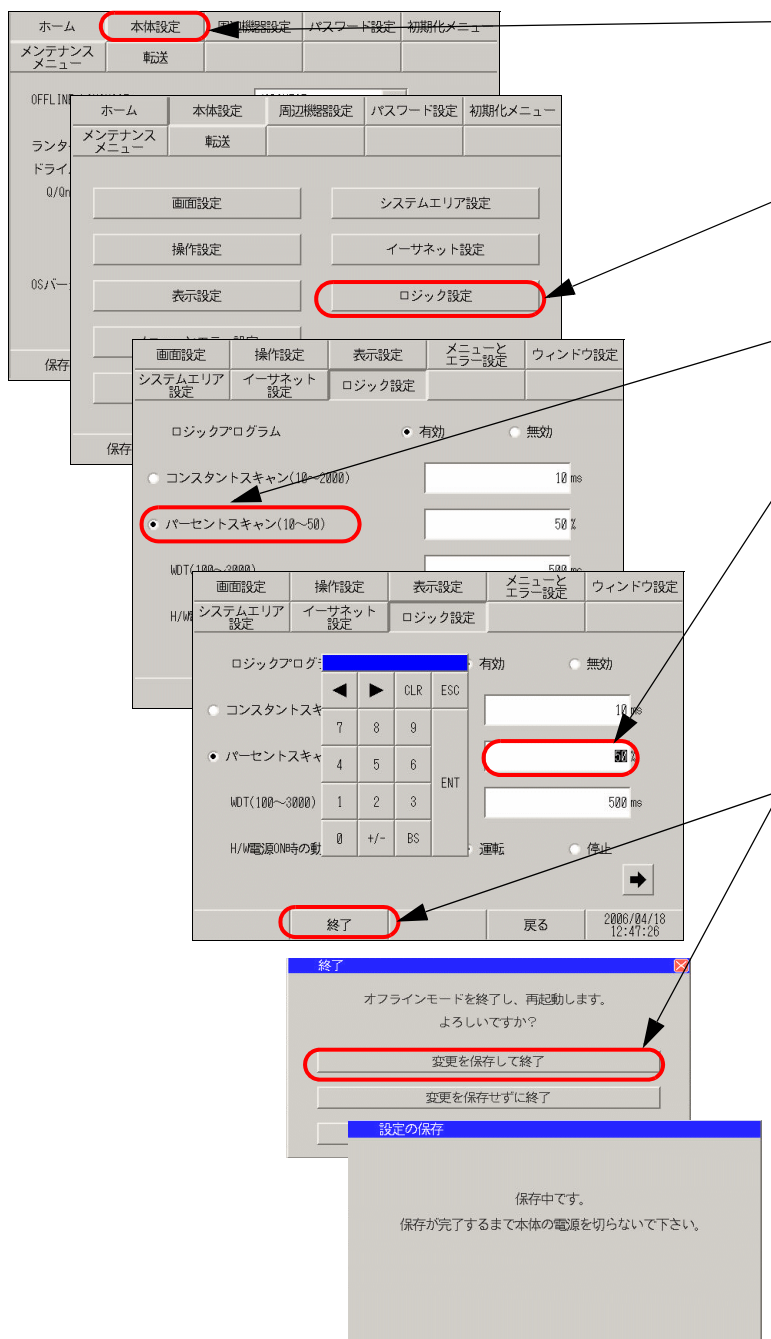 ホーム 本体設定 周辺機器設定 パスワード設定 初期化メニュー
メンテナンス
メニュー
転送
OFFLINE
ランタ
ドライ
Q/Qn
OSバー
保存
ホーム 本体設定 周辺機器設定 パスワード設定 初期化メニュー
メンテナンス
メニュー
転送
画面設定 システムエリア設定
操作設定 イーサネット設定
表示設定 ロジック設定
保存
画面設定 操作設定 表示設定 メニューと
エラー設定
ウィンドウ設定
システムエリア
設定
イーサネット
設定
ロジック設定
ロジックプログラム 有効 無効
コンスタントスキャン(10～2000) 10 ms
パーセントスキャン(10～50) 50 %
WDT(100～3000) 500 ms
H/W
画面設定 操作設定 表示設定 メニューと
エラー設定
ウィンドウ設定
システムエリア
設定
イーサネット
設定
ロジック設定
ロジックプログラ 有効 無効
コンスタントスキ 10 ms
パーセントスキャ 50 %
WDT(100～3000) 500 ms
H/W電源ON時の動 運転 停止
CLR ESC
7 8 9
4 5 6
ENT
1 2 3
0 +/- BS
終了 戻る 2006/04/18
12:47:26
終了
オフラインモードを終了し、再起動します。
よろしいですか?
変更を保存して終了
変更を保存せずに終了
設定の保存
保存中です。
保存が完了するまで本体の電源を切らないで下さい。